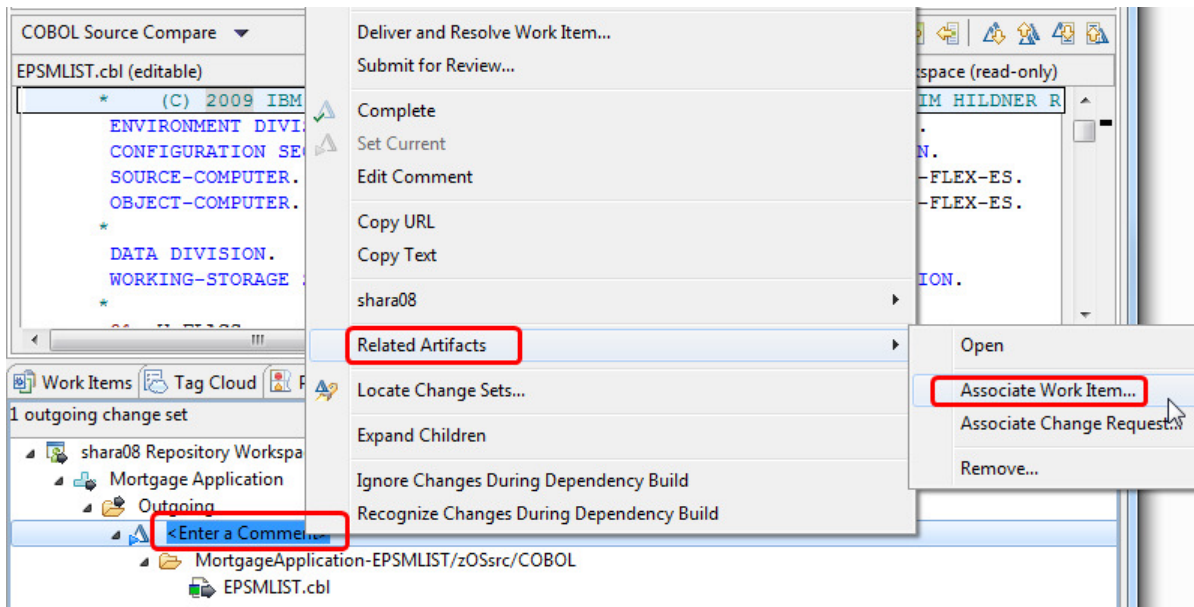 COBOL Source Compare
EPSMLIST.cbl (editable)
* (C) 2009 IBM
ENVIRONMENT DIVI
CONFIGURATION SE
SOURCE-COMPUTER.
OBJECT-COMPUTER.
*
DATA DIVISION.
WORKING-STORAGE
*
Deliver and Resolve Work Item...
Submit for Review...
Complete
Set Current
Edit Comment
Copy URL
Copy Text
shara08
Related Artifacts
Locate Change Sets...
Expand Children
Ignore Changes During Dependency Build
Recognize Changes During Dependency Build
space (read-only)
IM HILDNER R
.
N.
-FLEX-ES.
-FLEX-ES.
ION.
Open
Associate Work Item...
Associate Change Request...
Remove...
Work Items Tag Cloud
1 outgoing change set
shara08 Repository Workspa
Mortgage Application
Outgoing
<Enter a Comment>
MortgageApplication-EPSMLIST/zOSsrc/COBOL
EPSMLIST.cbl